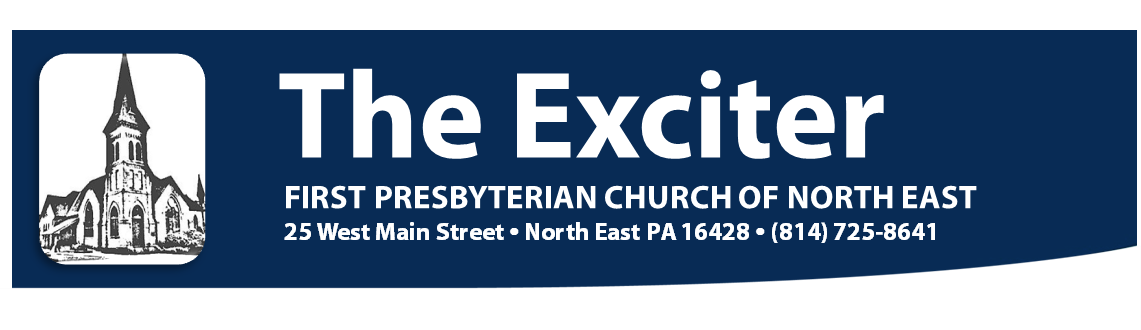 The Exciter
FIRST PRESBYTERIAN CHURCH OF NORTH EAST
25 West Main Street • North East PA 16428 • (814) 725-8641